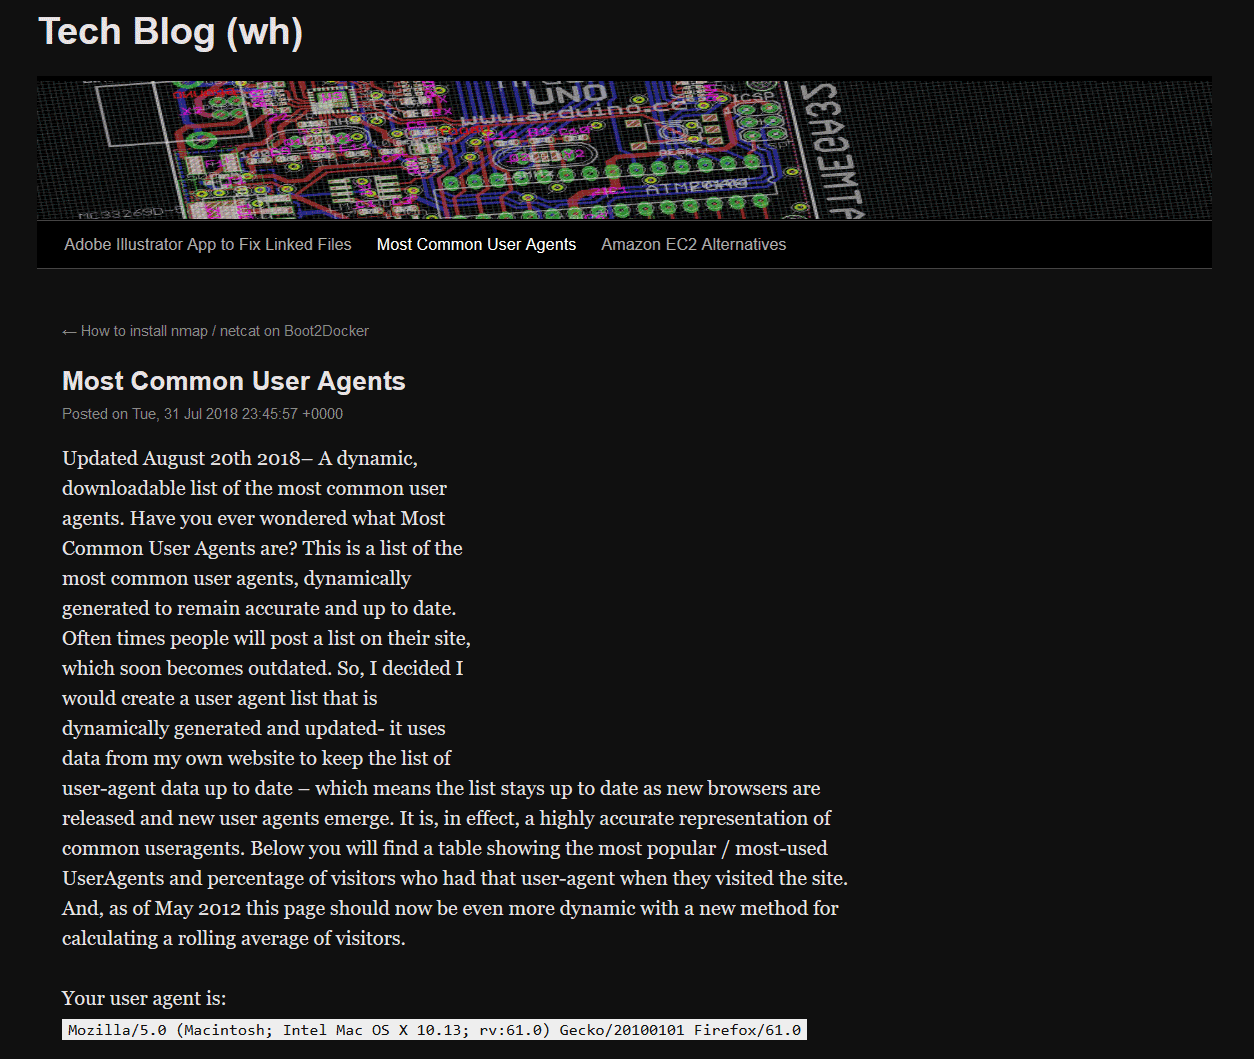 Tech Blog (wh)
UNO
www.arduino.cc
MC33269D-5
Adobe Illustrator App to Fix Linked Files Most Common User Agents Amazon EC2 Alternatives
← How to install nmap / netcat on Boot2Docker
Most Common User Agents
Posted on Tue, 31 Jul 2018 23:45:57 +0000
Updated August 20th 2018– A dynamic,
downloadable list of the most common user
agents. Have you ever wondered what Most
Common User Agents are? This is a list of the
most common user agents, dynamically
generated to remain accurate and up to date.
Often times people will post a list on their site,
which soon becomes outdated. So, I decided I
would create a user agent list that is
dynamically generated and updated- it uses
data from my own website to keep the list of
user-agent data up to date – which means the list stays up to date as new browsers are
released and new user agents emerge. It is, in effect, a highly accurate representation of
common useragents. Below you will find a table showing the most popular / most-used
UserAgents and percentage of visitors who had that user-agent when they visited the site.
And, as of May 2012 this page should now be even more dynamic with a new method for
calculating a rolling average of visitors.
Your user agent is:
Mozilla/5.0 (Macintosh; Intel Mac OS X 10.13; rv:61.0) Gecko/20100101 Firefox/61.0